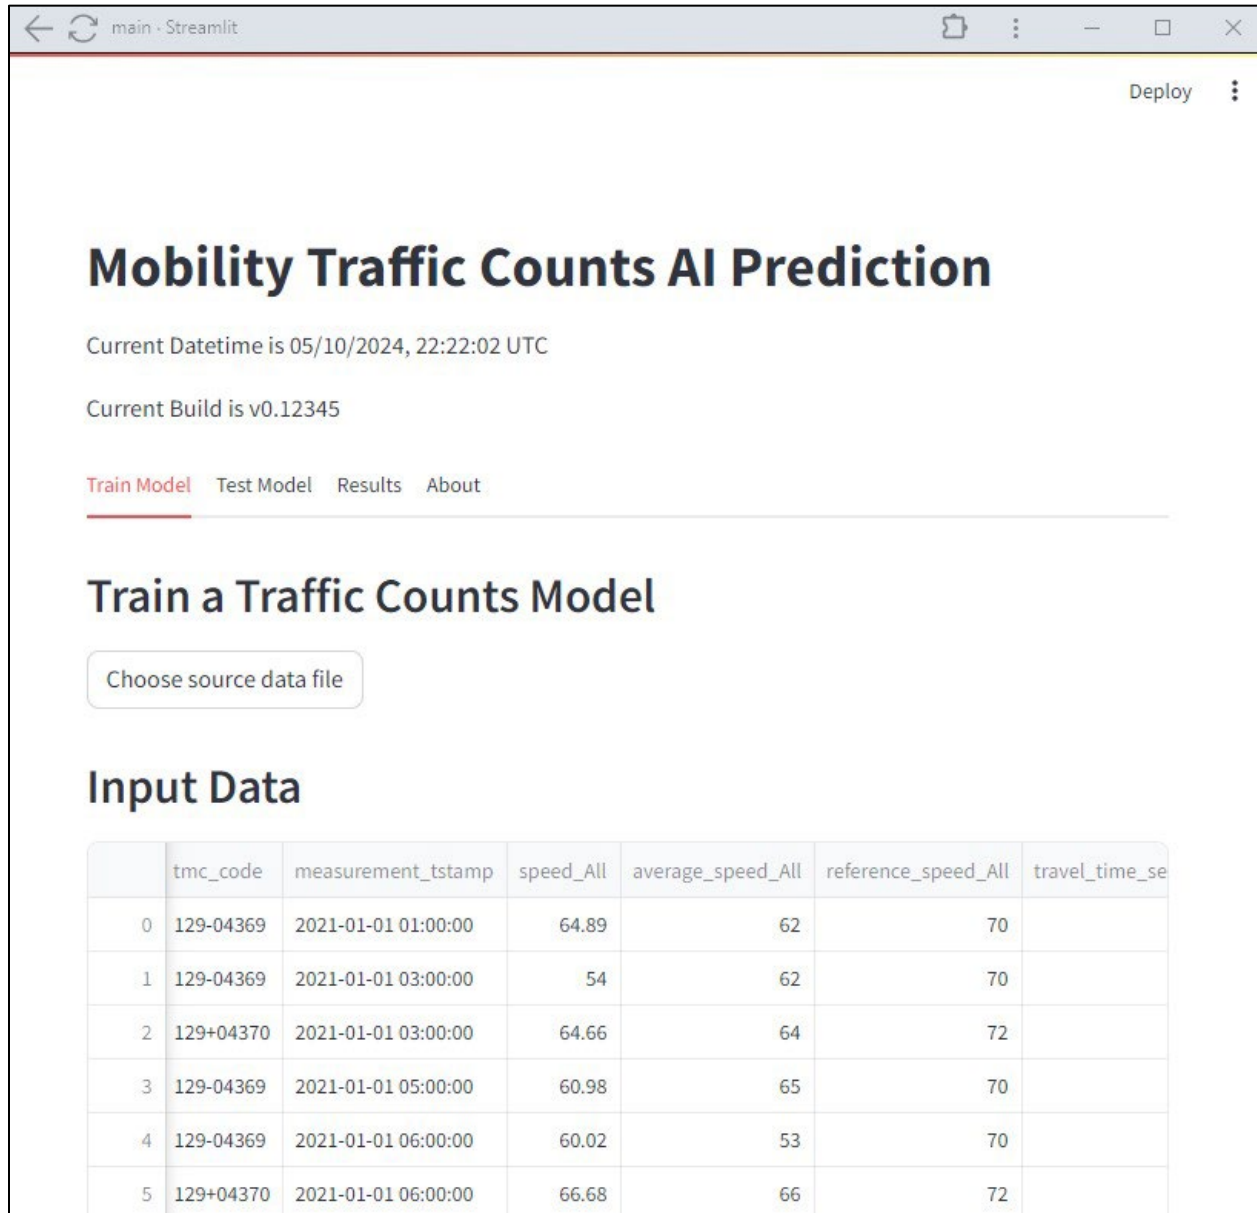 main - Streamlit
Deploy
Mobility Traffic Counts AI Prediction
Current Datetime is 05/10/2024, 22:22:02 UTC
Current Build is v0.12345
Train Model Test Model Results About
Train a Traffic Counts Model
Choose source data file
Input Data
tmc_code measurement_tstamp speed_All average_speed_All reference_speed_All travel_time_se
0 129-04369 2021-01-01 01:00:00 64.89 62 70
1 129-04369 2021-01-01 03:00:00 54 62 70
2 129+04370 2021-01-01 03:00:00 64.66 64 72
3 129-04369 2021-01-01 05:00:00 60.98 65 70
4 129-04369 2021-01-01 06:00:00 60.02 53 70
5 129+04370 2021-01-01 06:00:00 66.68 66 72